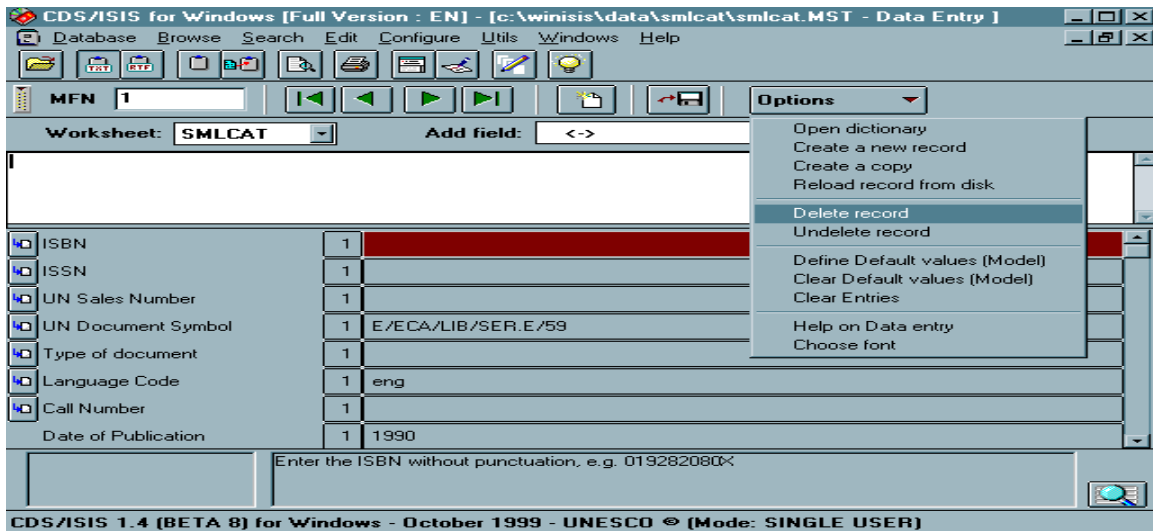 CDS/ISIS for Windows [Full Version : EN] - [c:\winisis\data\smlcat\smlcat.MST - Data Entry ]
Database Browse Search Edit Configure Utils Windows Help
TXT RTF
MFN 1 Options
Worksheet: SMLCAT Add field: <->
Open dictionary
Create a new record
Create a copy
Reload record from disk
Delete record
Undelete record
Define Default values (Model)
Clear Default values (Model)
Clear Entries
Help on Data entry
Choose font
ISBN 1
ISSN 1
UN Sales Number 1
UN Document Symbol 1 E/ECA/LIB/SER.E/59
Type of document 1
Language Code 1 eng
Call Number 1
Date of Publication 1 1990
Enter the ISBN without punctuation, e.g. 019282080X
CDS/ISIS 1.4 (BETA 8) for Windows - October 1999 - UNESCO © (Mode: SINGLE USER)